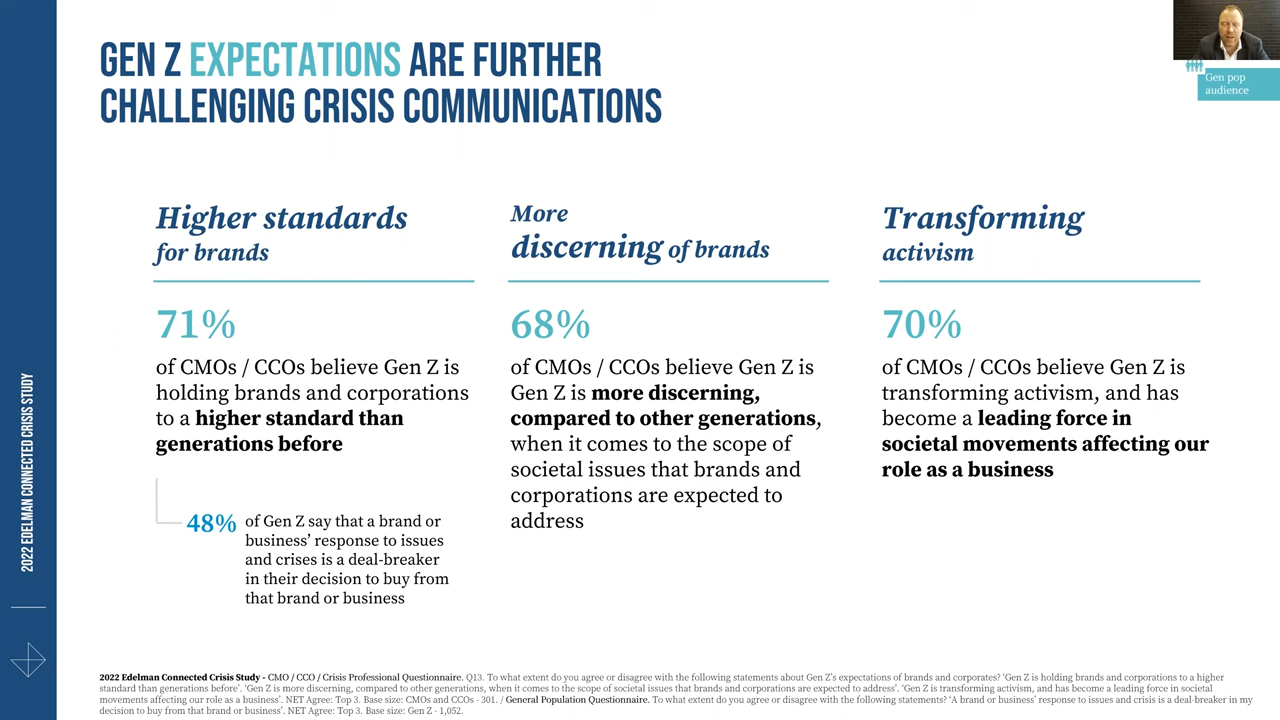 GEN Z EXPECTATIONS ARE FURTHER
CHALLENGING CRISIS COMMUNICATIONS
Gen pop
audience
Higher standards
for brands
71%
of CMOs / CCOs believe Gen Z is
holding brands and corporations
to a higher standard than
generations before
48%
of Gen Z say that a brand or
business’ response to issues
and crises is a deal-breaker
in their decision to buy from
that brand or business
More
discerning of brands
68%
of CMOs / CCOs believe Gen Z is
Gen Z is more discerning,
compared to other generations,
when it comes to the scope of
societal issues that brands and
corporations are expected to
address
Transforming
activism
70%
of CMOs / CCOs believe Gen Z is
transforming activism, and has
become a leading force in
societal movements affecting our
role as a business
2022 EDELMAN CONNECTED CRISIS STUDY
2022 Edelman Connected Crisis Study - CMO / CCO / Crisis Professional Questionnaire. Q13. To what extent do you agree or disagree with the following statements about Gen Z’s expectations of brands and corporates? ‘Gen Z is holding brands and corporations to a higher
standard than generations before’. ‘Gen Z is more discerning, compared to other generations, when it comes to the scope of societal issues that brands and corporations are expected to address’. ‘Gen Z is transforming activism, and has become a leading force in societal
movements affecting our role as a business’. NET Agree: Top 3. Base size: CMOs and CCOs - 301. / General Population Questionnaire. To what extent do you agree or disagree with the following statements? ‘A brand or business’ response to issues and crisis is a deal-breaker in my
decision to buy from that brand or business’. NET Agree: Top 3. Base size: Gen Z - 1,052.